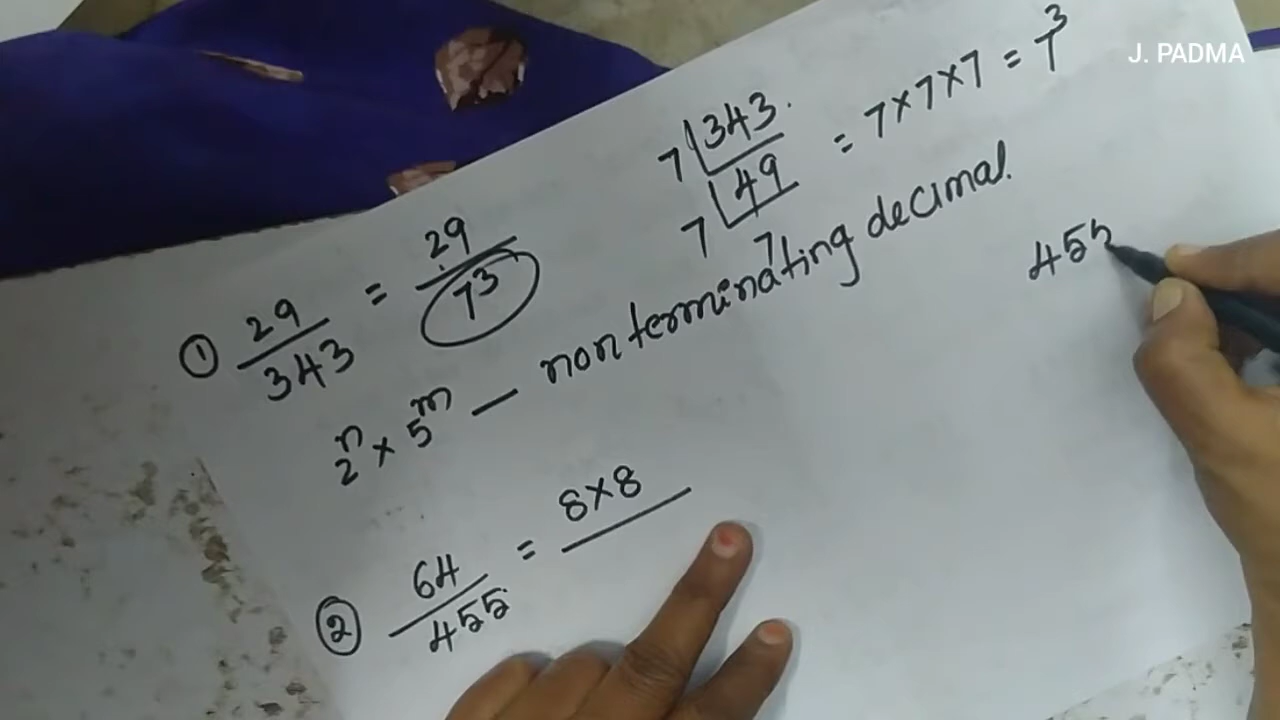 J. PADMA
7 | 343. = 7×7×7 = 7³
7 | 49
7
① 29/343 = 29/7³
2ⁿ × 5ᵐ — non terminating decimal.
455
② 64/455 = 8×8